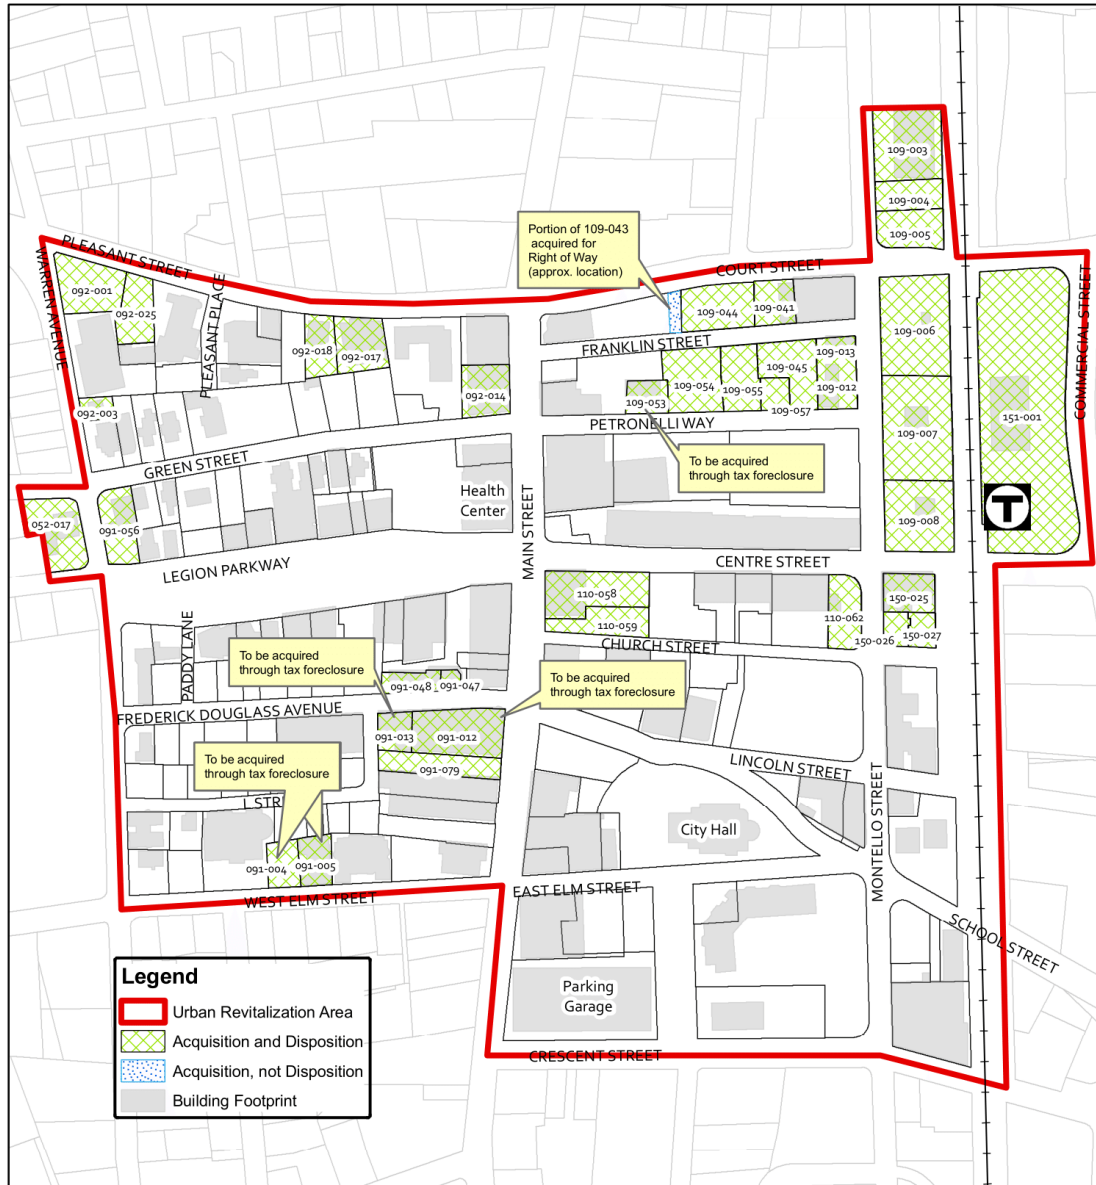 109-003
109-004
109-005
Portion of 109-043
acquired for
Right of Way
(approx. location)
PLEASANT STREET
WARREN AVENUE
PLEASANT PLACE
COURT STREET
COMMERCIAL STREET
092-001
092-025
092-018
092-017
092-014
092-003
109-044
109-041
FRANKLIN STREET
109-006
109-013
109-045
109-054
109-055
109-012
109-053
109-057
PETRONELLI WAY
109-007
151-001
To be acquired
through tax foreclosure
GREEN STREET
Health
Center
052-017
091-056
MAIN STREET
109-008
T
LEGION PARKWAY
CENTRE STREET
110-058
110-059
110-062
150-025
150-026
150-027
CHURCH STREET
PADDY LANE
To be acquired
through tax foreclosure
To be acquired
through tax foreclosure
091-048
091-047
FREDERICK DOUGLASS AVENUE
091-013
091-012
091-079
To be acquired
through tax foreclosure
LINCOLN STREET
MONTELLO STREET
L STRE
City Hall
091-004
091-005
WEST ELM STREET
EAST ELM STREET
SCHOOL STREET
Parking
Garage
CRESCENT STREET
Legend
Urban Revitalization Area
Acquisition and Disposition
Acquisition, not Disposition
Building Footprint